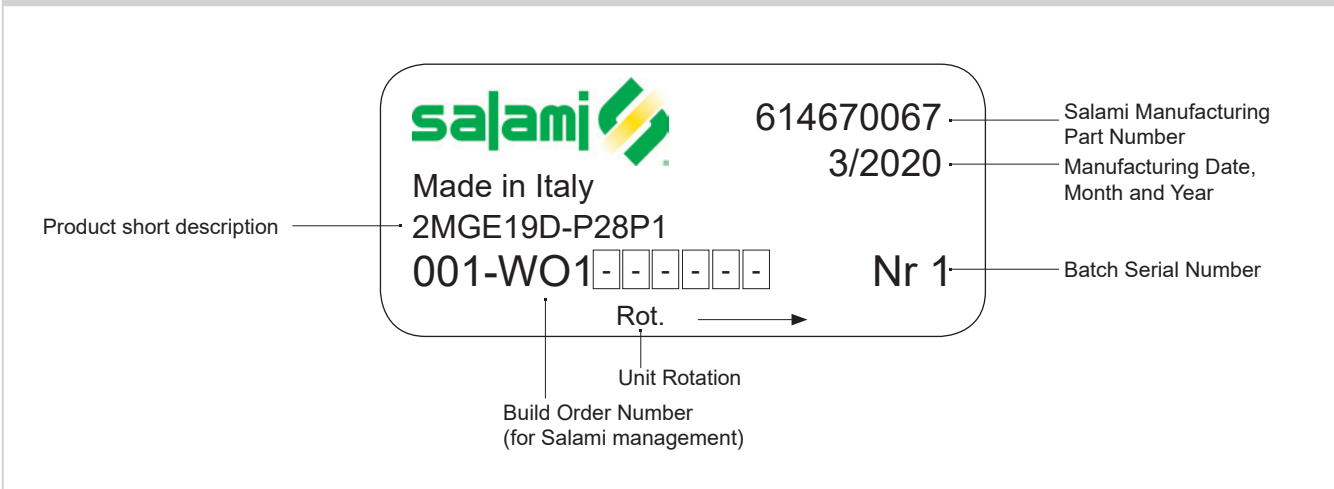 salami
614670067
Salami Manufacturing
Part Number
3/2020
Manufacturing Date,
Month and Year
Made in Italy
Product short description
2MGE19D-P28P1
001-WO1------
Nr 1
Batch Serial Number
Rot.
Unit Rotation
Build Order Number
(for Salami management)